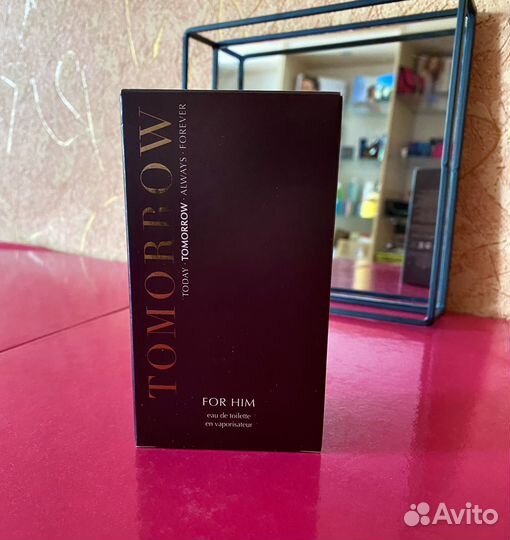 TOMORROW
TODAY · TOMORROW · ALWAYS · FOREVER
FOR HIM
eau de toilette
en vaporisateur
Avito